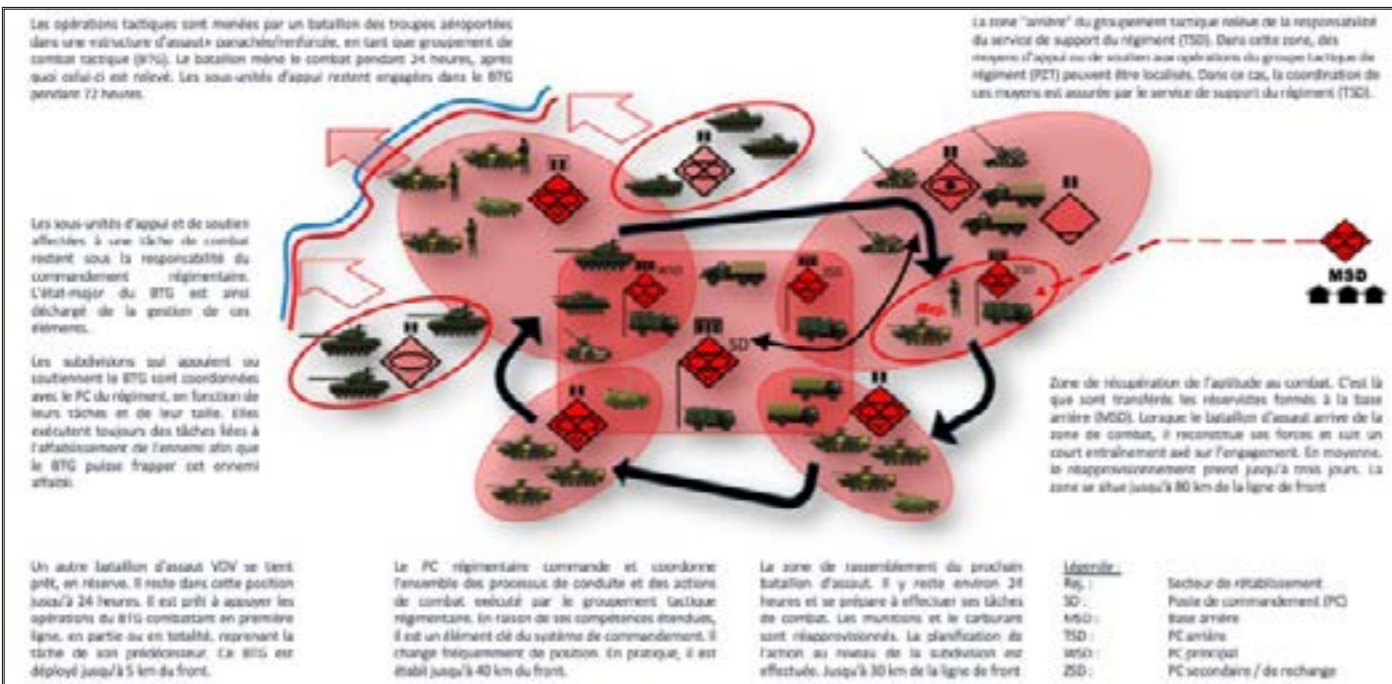 Les opérations tactiques sont menées par un bataillon des troupes aéroportées
dans une «structure d'assaut» panachée/renforcée, en tant que groupement de
combat tactique (BTG). Le bataillon mène le combat pendant 24 heures, après
quoi celui-ci est relevé. Les sous-unités d'appui restent engagées dans le BTG
pendant 72 heures.
La zone "arrière" du groupement tactique relève de la responsabilité
du service de support du régiment (TSD). Dans cette zone, des
moyens d'appui ou de soutien aux opérations du groupe tactique de
régiment (PZT) peuvent être localisés. Dans ce cas, la coordination de
ces moyens est assurée par le service de support du régiment (TSD).
Les sous-unités d'appui et de soutien
affectées à une tâche de combat
restent sous la responsabilité du
commandement régimentaire.
L'état-major du BTG est ainsi
déchargé de la gestion de ces
éléments.
Les subdivisions qui appuient ou
soutiennent le BTG sont coordonnées
avec le PC du régiment, en fonction de
leurs tâches et de leur taille. Elles
exécutent toujours des tâches liées à
l'affaiblissement de l'ennemi afin que
le BTG puisse frapper cet ennemi
affaibli.
WSD
ZSD
TSD
Rej.
SD
MSD
Zone de récupération de l'aptitude au combat. C'est là
que sont transférés les réservistes formés à la base
arrière (MSD). Lorsque le bataillon d'assaut arrive de la
zone de combat, il reconstitue ses forces et suit un
court entraînement axé sur l'engagement. En moyenne,
le réapprovisionnement prend jusqu'à trois jours. La
zone se situe jusqu'à 80 km de la ligne de front
Un autre bataillon d'assaut VDV se tient
prêt, en réserve. Il reste dans cette position
jusqu'à 24 heures. Il est prêt à appuyer les
opérations du BTG combattant en première
ligne, en partie ou en totalité, reprenant la
tâche de son prédécesseur. Ce BTG est
déployé jusqu'à 5 km du front.
Le PC régimentaire commande et coordonne
l'ensemble des processus de conduite et des actions
de combat exécuté par le groupement tactique
régimentaire. En raison de ses compétences étendues,
il est un élément clé du système de commandement. Il
change fréquemment de position. En pratique, il est
établi jusqu'à 40 km du front.
La zone de rassemblement du prochain
bataillon d'assaut. Il y reste environ 24
heures et se prépare à effectuer ses tâches
de combat. Les munitions et le carburant
sont réapprovisionnés. La planification de
l'action au niveau de la subdivision est
effectuée. Jusqu'à 30 km de la ligne de front
Légende :
Rej. : Secteur de rétablissement
SD : Poste de commandement (PC)
MSD : Base arrière
TSD : PC arrière
WSD : PC principal
ZSD : PC secondaire / de rechange